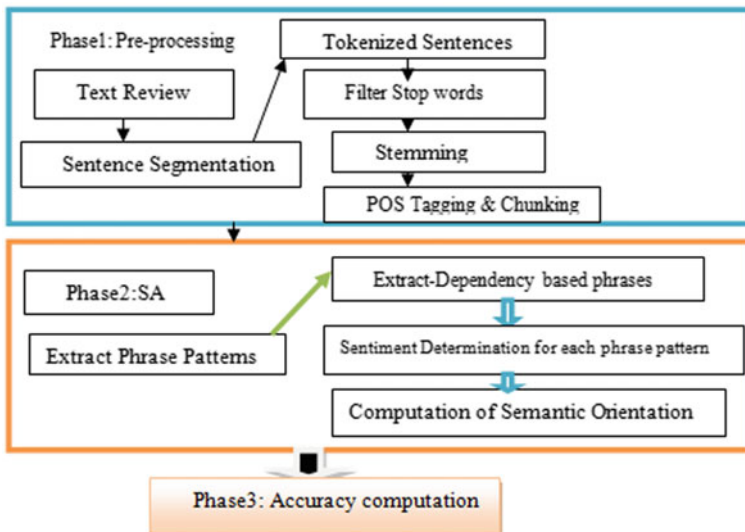 Phase1: Pre-processing
Text Review
Sentence Segmentation
Tokenized Sentences
Filter Stop words
Stemming
POS Tagging & Chunking
Phase2:SA
Extract Phrase Patterns
Extract-Dependency based phrases
Sentiment Determination for each phrase pattern
Computation of Semantic Orientation
Phase3: Accuracy computation